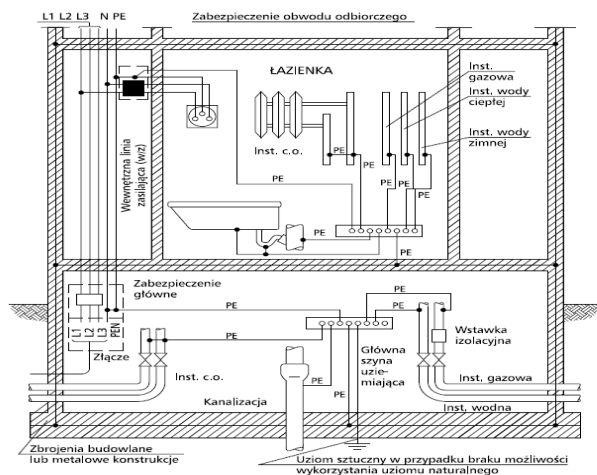 L1 L2 L3 N PE
Zabezpieczenie obwodu odbiorczego
ŁAZIENKA
Inst.
gazowa
Inst. wody
ciepłej
Inst. wody
zimnej
Inst. c.o.
Wewnętrzna linia
zasilająca (wlz)
PE
PE
PE
PE
PE
PE
PE
Zabezpieczenie
główne
L1
L2
L3
PEN
Złącze
PE
PE
PE
PE
Wstawka
izolacyjna
Główna
szyna
uzie-
miająca
Inst. c.o.
PE
PE
Kanalizacja
Inst, gazowa
Inst, wodna
Zbrojenia budowlane
lub metalowe konstrukcje
Uziom sztuczny w przypadku braku możliwości
wykorzystania uziomu naturalnego